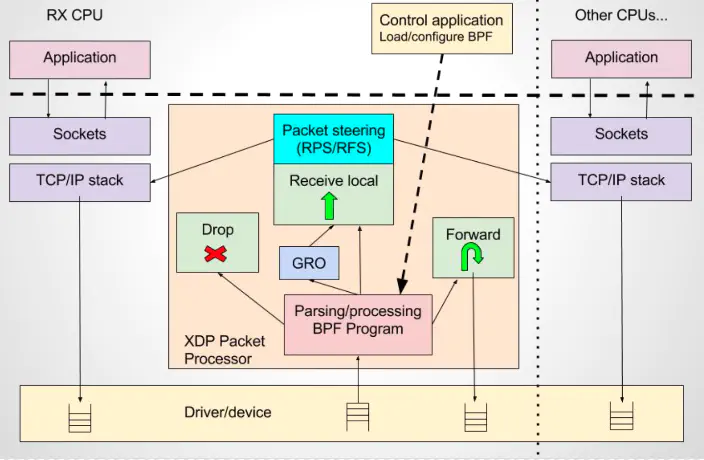 RX CPU
Control application
Load/configure BPF
Other CPUs...
Application
Application
Sockets
Packet steering
(RPS/RFS)
Sockets
TCP/IP stack
Receive local
TCP/IP stack
Drop
Forward
GRO
Parsing/processing
BPF Program
XDP Packet
Processor
Driver/device